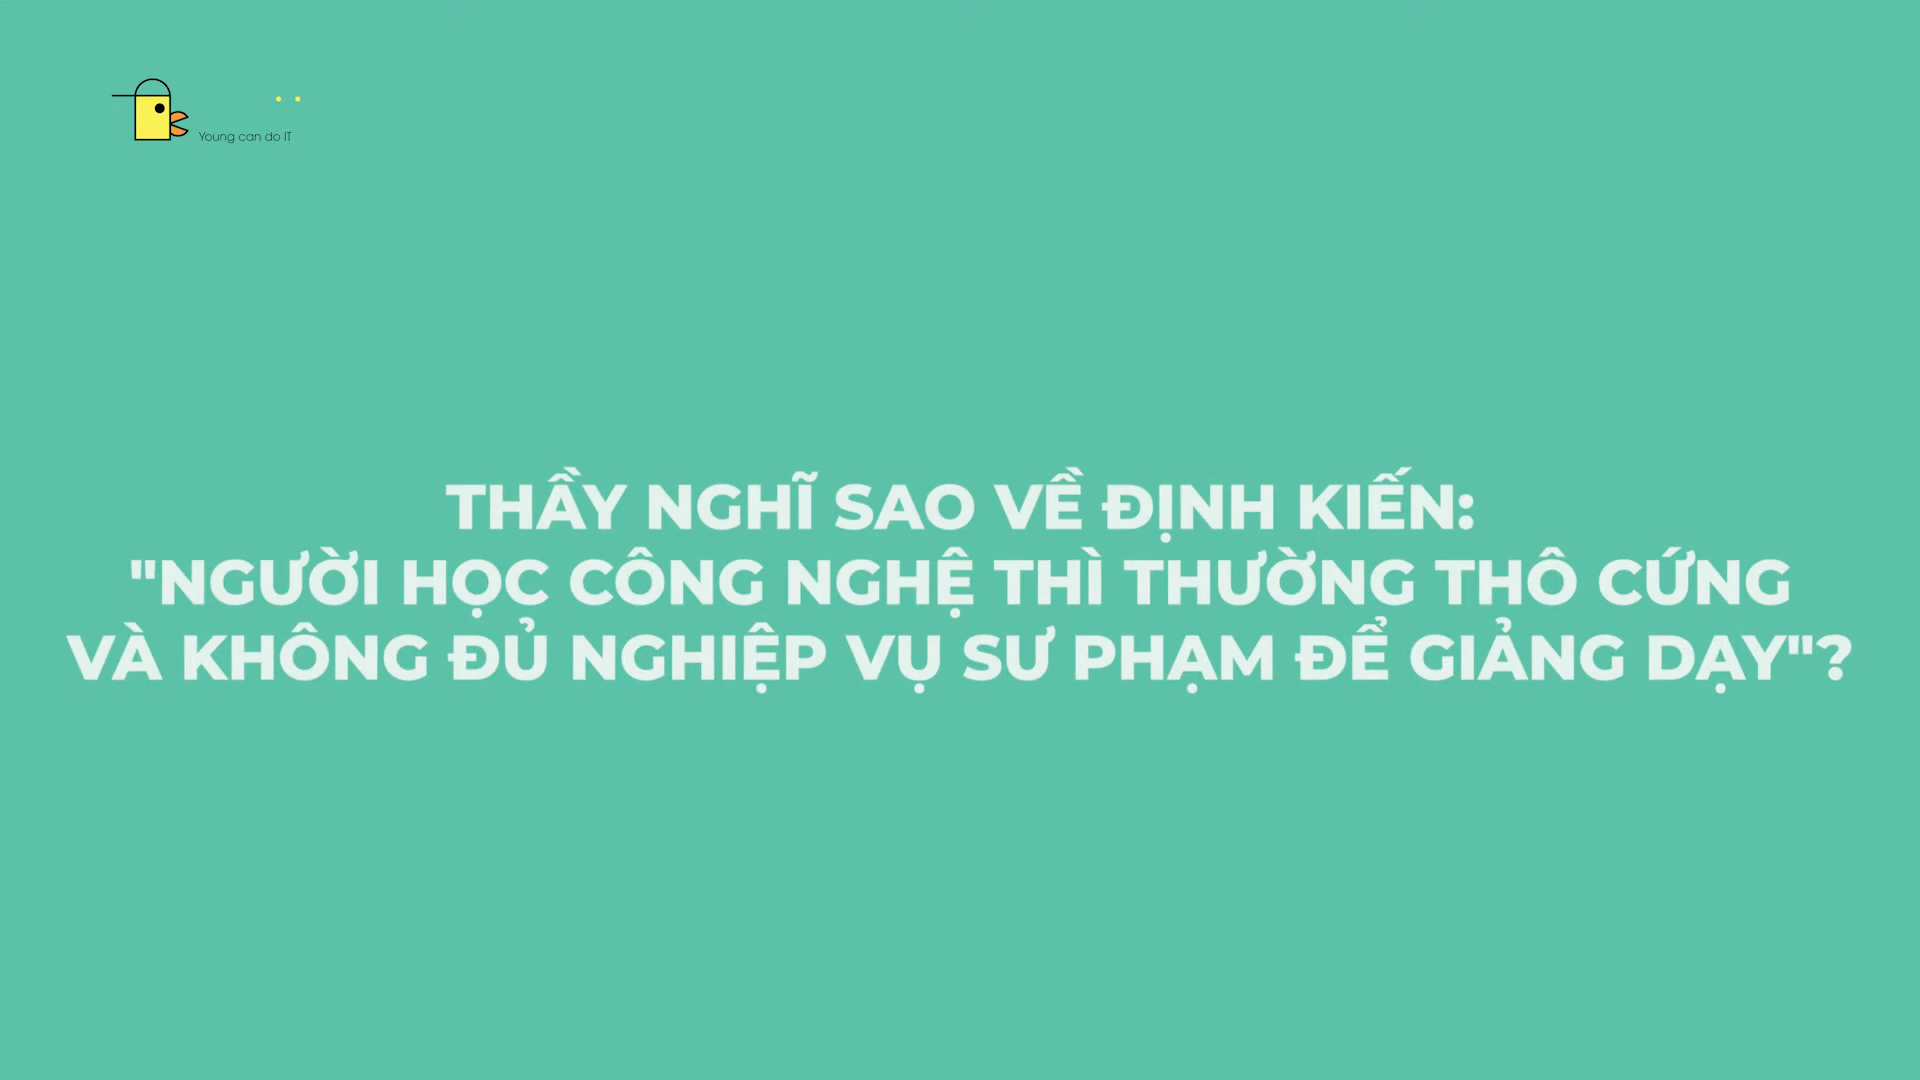 Young can do IT
THẦY NGHĨ SAO VỀ ĐỊNH KIẾN:
"NGƯỜI HỌC CÔNG NGHỆ THÌ THƯỜNG THÔ CỨNG
VÀ KHÔNG ĐỦ NGHIỆP VỤ SƯ PHẠM ĐỂ GIẢNG DẠY"?